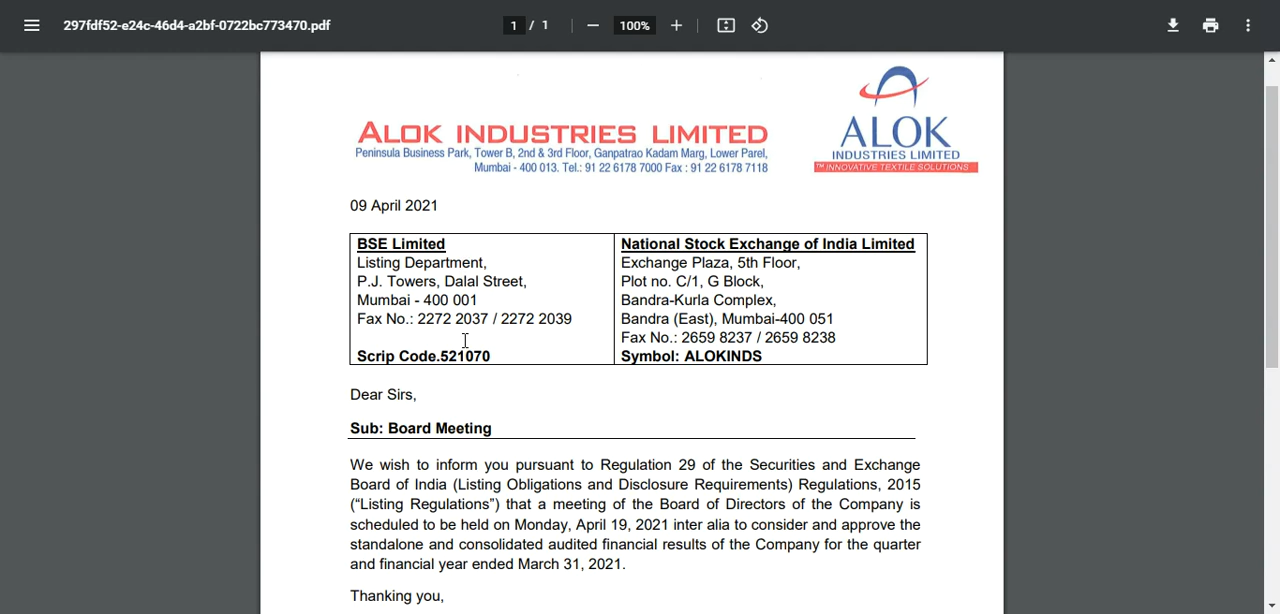 297fdf52-e24c-46d4-a2bf-0722bc773470.pdf
1 / 1
100%
ALOK INDUSTRIES LIMITED
Peninsula Business Park, Tower B, 2nd & 3rd Floor, Ganpatrao Kadam Marg, Lower Parel,
Mumbai - 400 013. Tel.: 91 22 6178 7000 Fax : 91 22 6178 7118
ALOK
INDUSTRIES LIMITED
™ INNOVATIVE TEXTILE SOLUTIONS
09 April 2021
BSE Limited
Listing Department,
P.J. Towers, Dalal Street,
Mumbai - 400 001
Fax No.: 2272 2037 / 2272 2039
Scrip Code.521070
National Stock Exchange of India Limited
Exchange Plaza, 5th Floor,
Plot no. C/1, G Block,
Bandra-Kurla Complex,
Bandra (East), Mumbai-400 051
Fax No.: 2659 8237 / 2659 8238
Symbol: ALOKINDS
Dear Sirs,
Sub: Board Meeting
We wish to inform you pursuant to Regulation 29 of the Securities and Exchange
Board of India (Listing Obligations and Disclosure Requirements) Regulations, 2015
(“Listing Regulations”) that a meeting of the Board of Directors of the Company is
scheduled to be held on Monday, April 19, 2021 inter alia to consider and approve the
standalone and consolidated audited financial results of the Company for the quarter
and financial year ended March 31, 2021.
Thanking you,